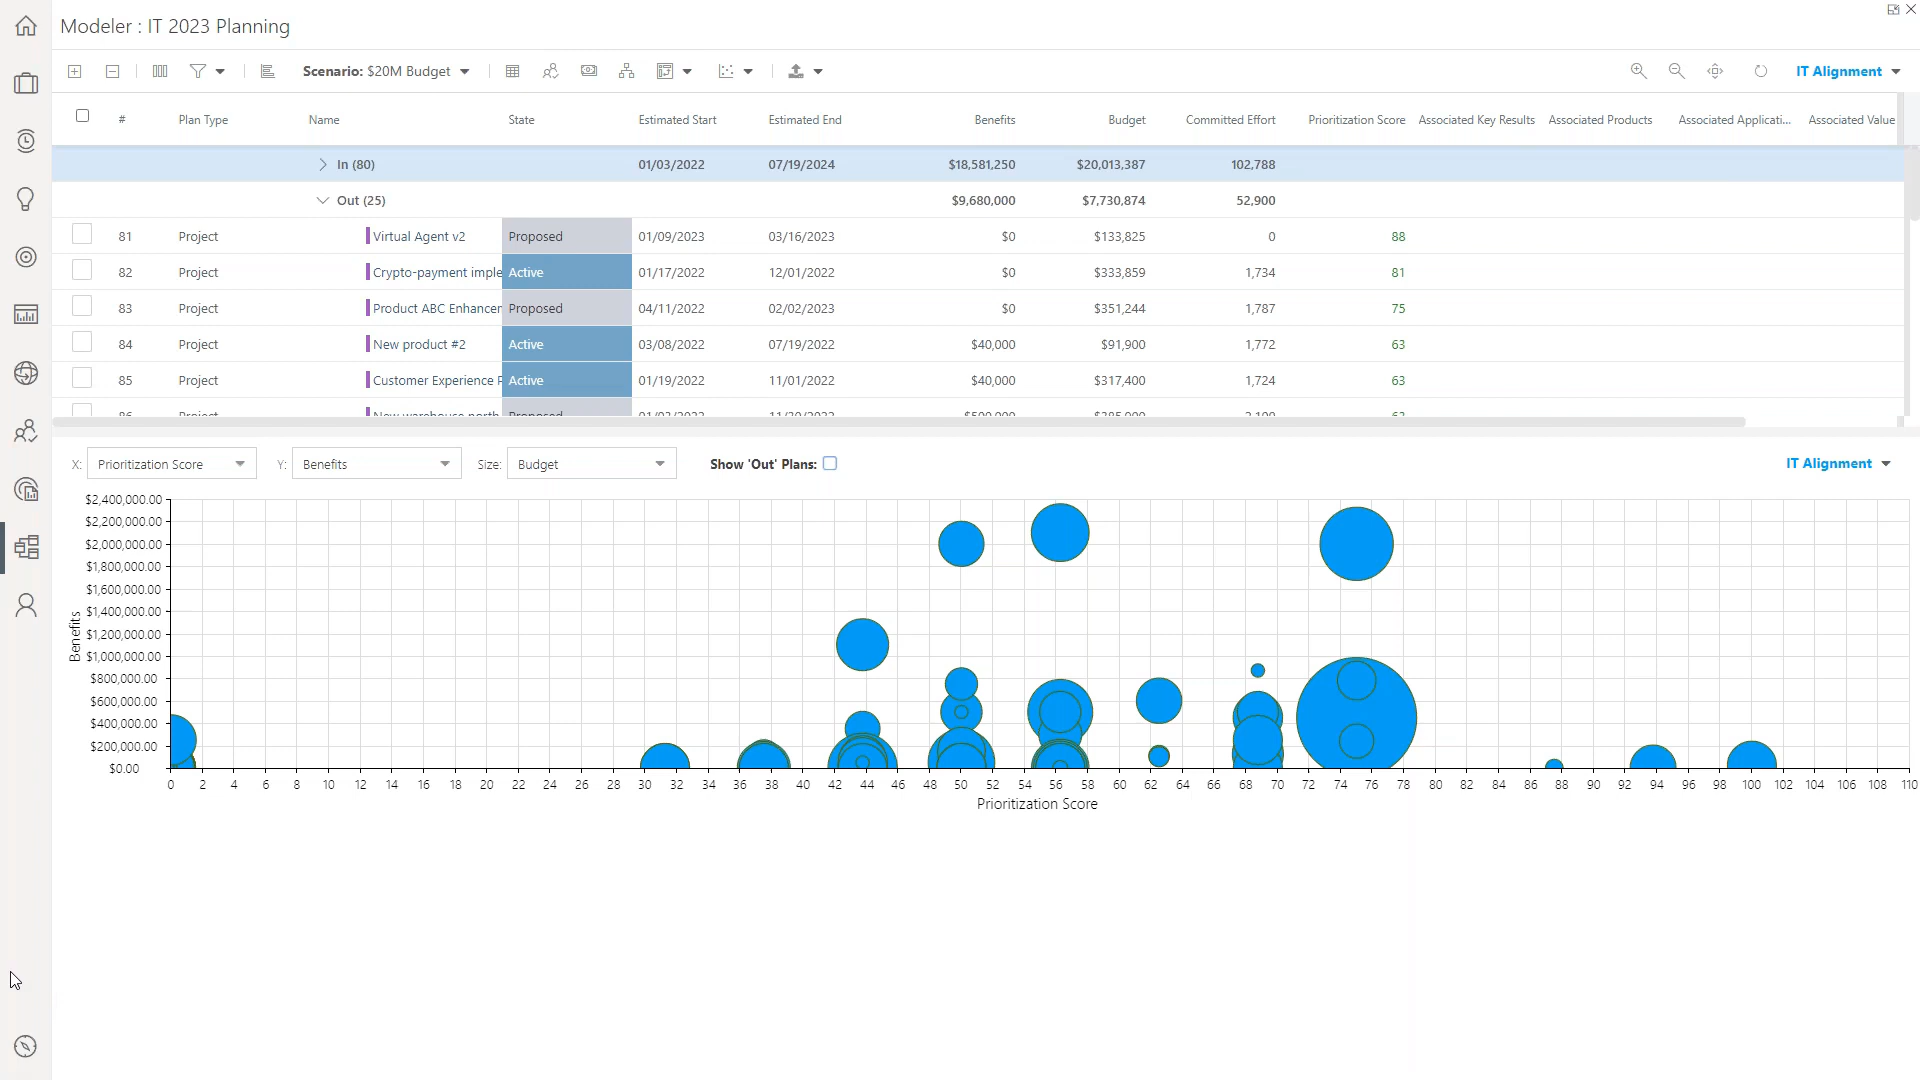 Modeler : IT 2023 Planning
Scenario: $20M Budget
IT Alignment
# Plan Type Name State Estimated Start Estimated End Benefits Budget Committed Effort Prioritization Score Associated Key Results Associated Products Associated Applicati... Associated Value
In (80) 01/03/2022 07/19/2024 $18,581,250 $20,013,387 102,788
Out (25) $9,680,000 $7,730,874 52,900
81 Project Virtual Agent v2 Proposed 01/09/2023 03/16/2023 $0 $133,825 0 88
82 Project Crypto-payment imple Active 01/17/2022 12/01/2022 $0 $333,859 1,734 81
83 Project Product ABC Enhancer Proposed 04/11/2022 02/02/2023 $0 $351,244 1,787 75
84 Project New product #2 Active 03/08/2022 07/19/2022 $40,000 $91,900 1,772 63
85 Project Customer Experience P Active 01/19/2022 11/01/2022 $40,000 $317,400 1,724 63
86 Project New warehouse north Proposed
X: Prioritization Score Y: Benefits Size: Budget Show 'Out' Plans: IT Alignment
$2,400,000.00
$2,200,000.00
$2,000,000.00
$1,800,000.00
$1,600,000.00
$1,400,000.00
$1,200,000.00
$1,000,000.00
$800,000.00
$600,000.00
$400,000.00
$200,000.00
$0.00
Benefits
0 2 4 6 8 10 12 14 16 18 20 22 24 26 28 30 32 34 36 38 40 42 44 46 48 50 52 54 56 58 60 62 64 66 68 70 72 74 76 78 80 82 84 86 88 90 92 94 96 98 100 102 104 106 108 110
Prioritization Score